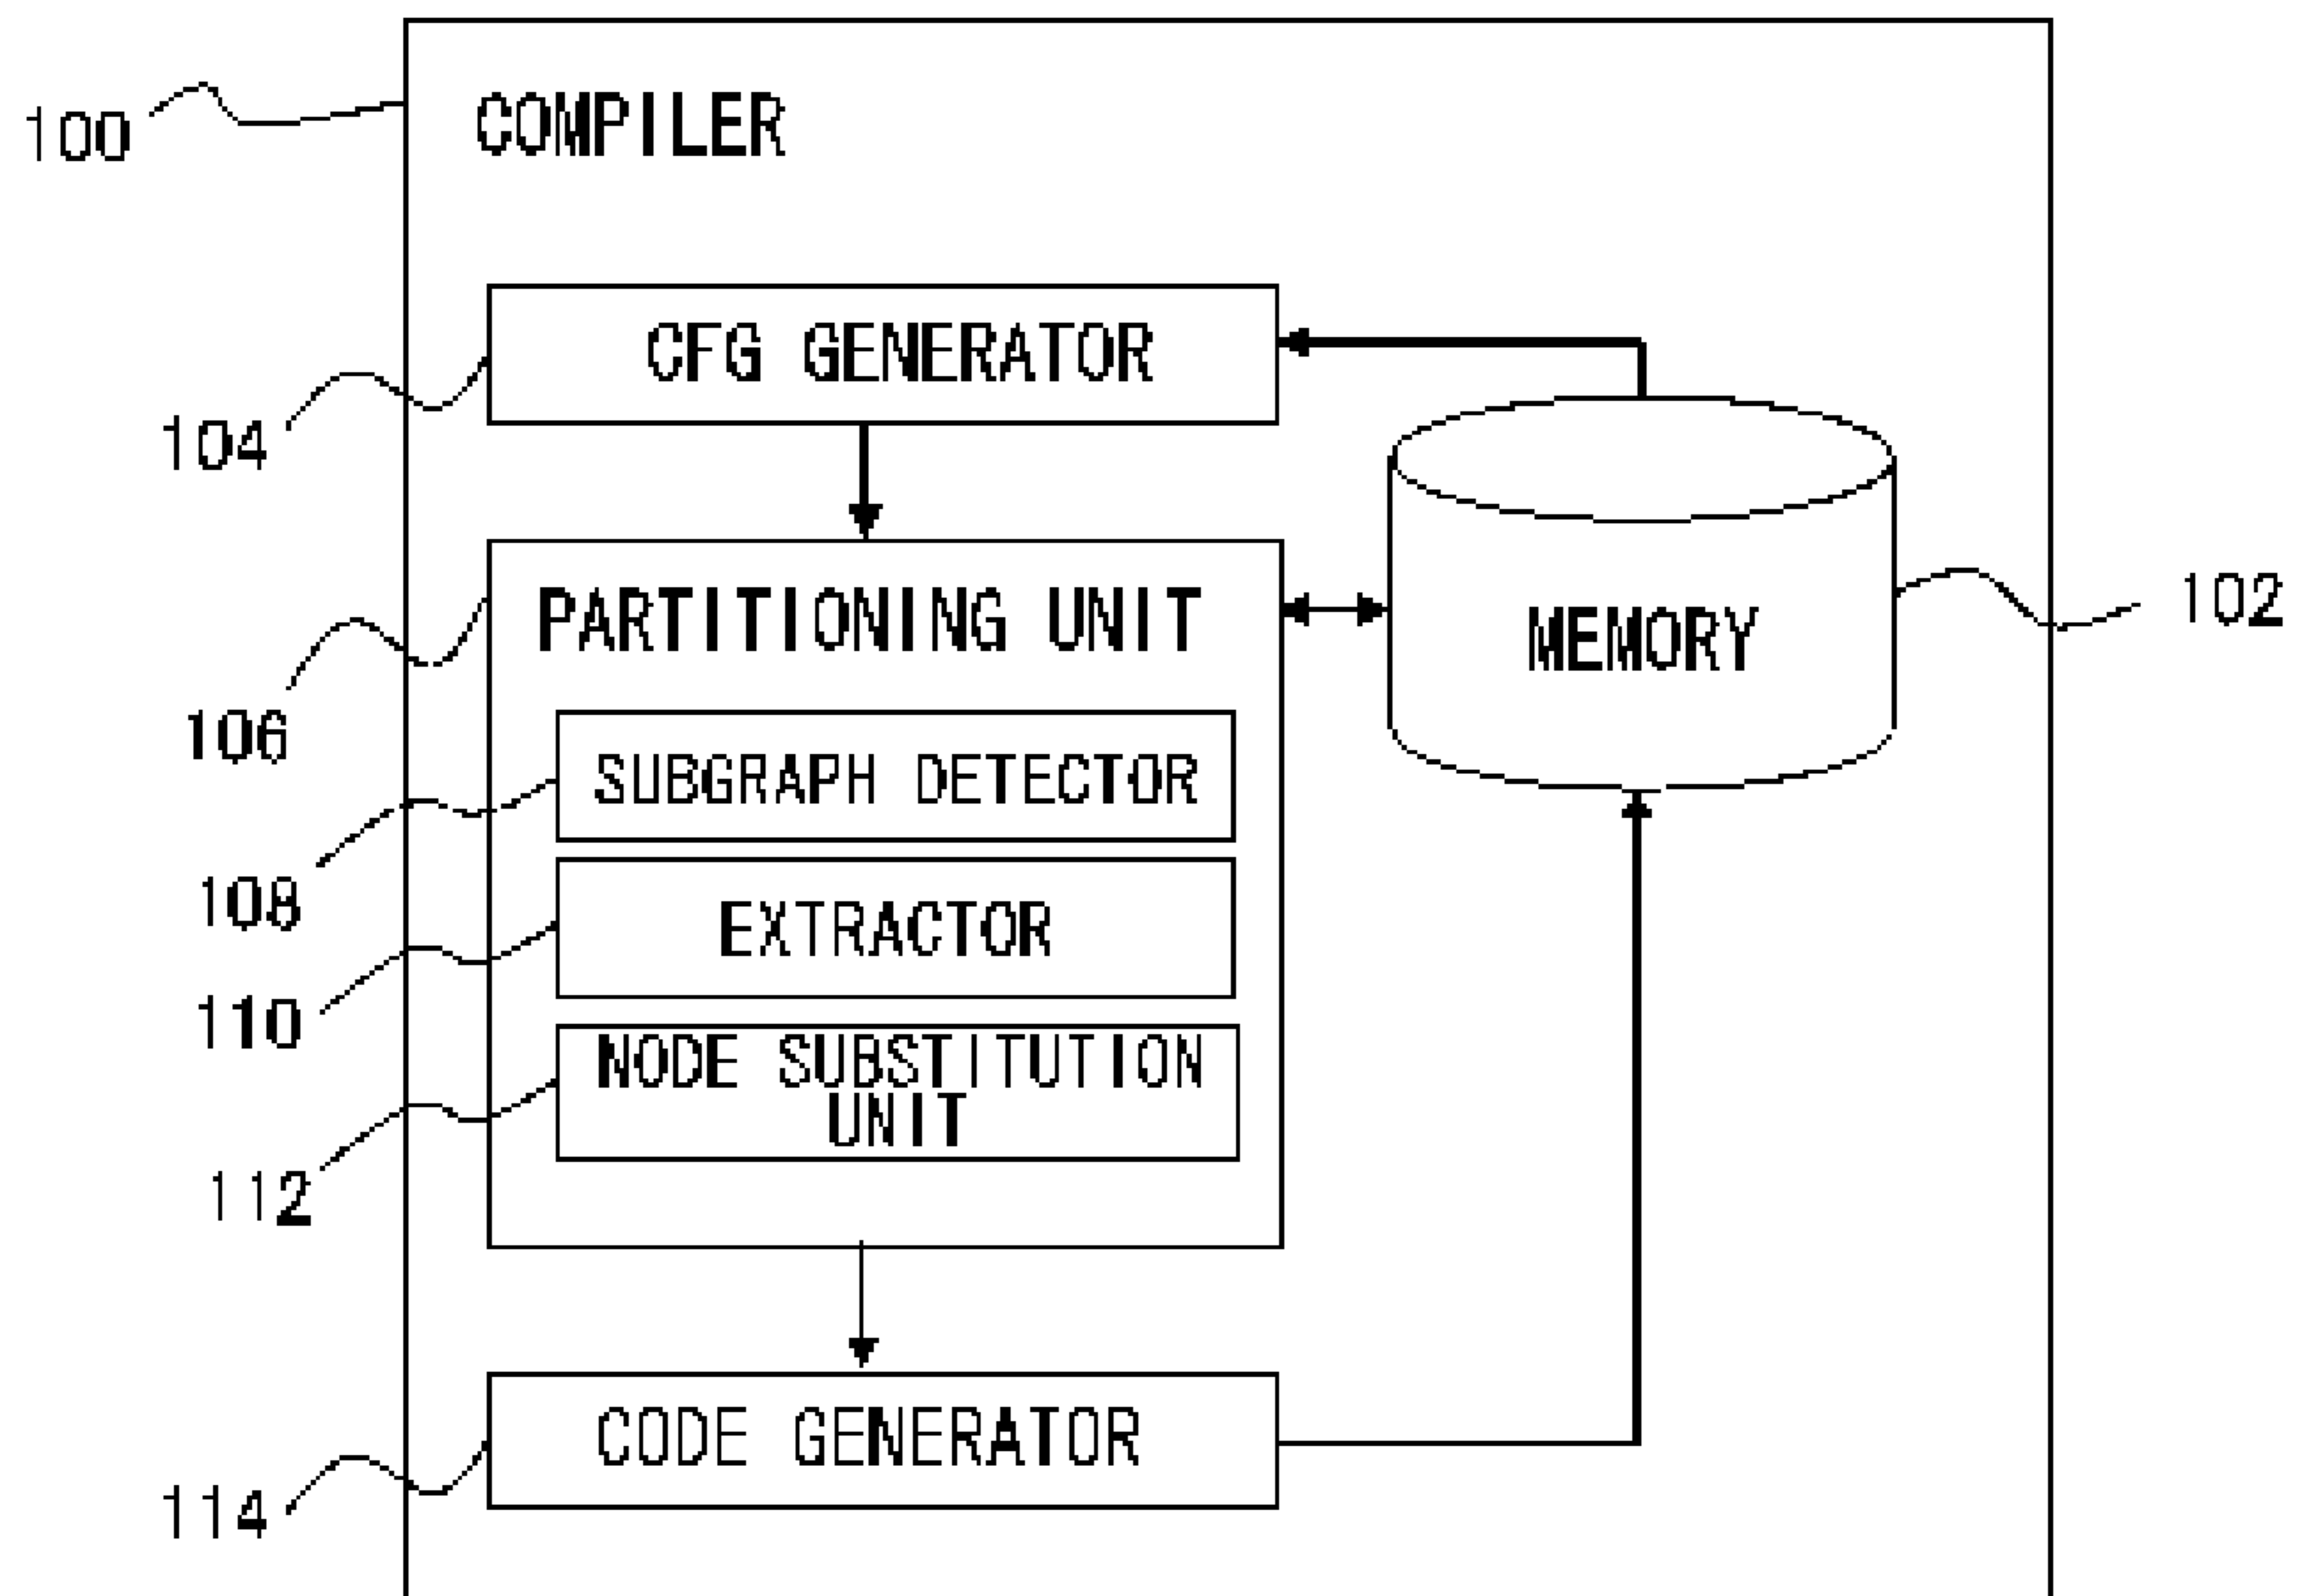 COMPILER
100
CFG GENERATOR
104
PARTITIONING UNIT
MEMORY
102
106
SUBGRAPH DETECTOR
108
EXTRACTOR
110
NODE SUBSTITUTION
UNIT
112
CODE GENERATOR
114